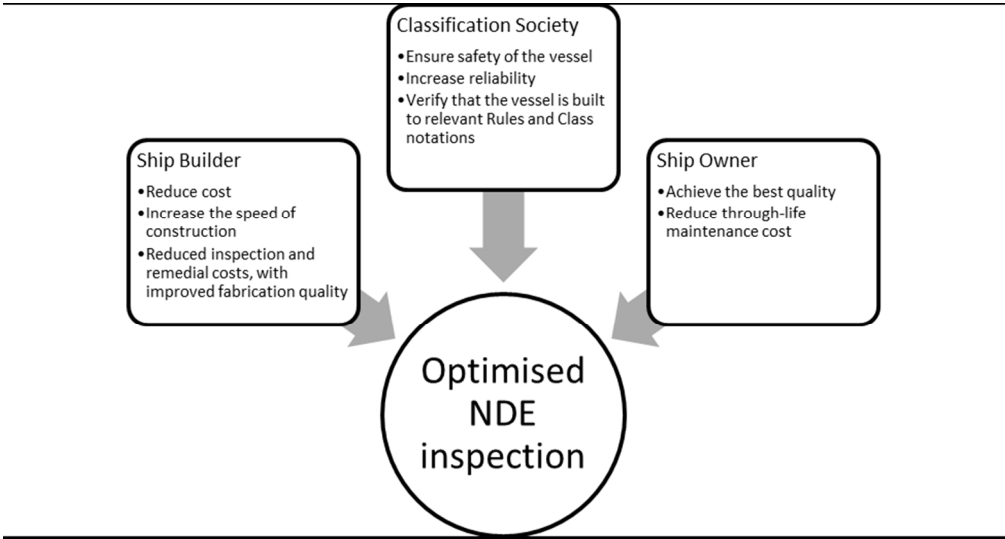 Classification Society
•Ensure safety of the vessel
•Increase reliability
•Verify that the vessel is built
to relevant Rules and Class
notations
Ship Builder
•Reduce cost
•Increase the speed of
construction
•Reduced inspection and
remedial costs, with
improved fabrication quality
Ship Owner
•Achieve the best quality
•Reduce through-life
maintenance cost
Optimised
NDE
inspection